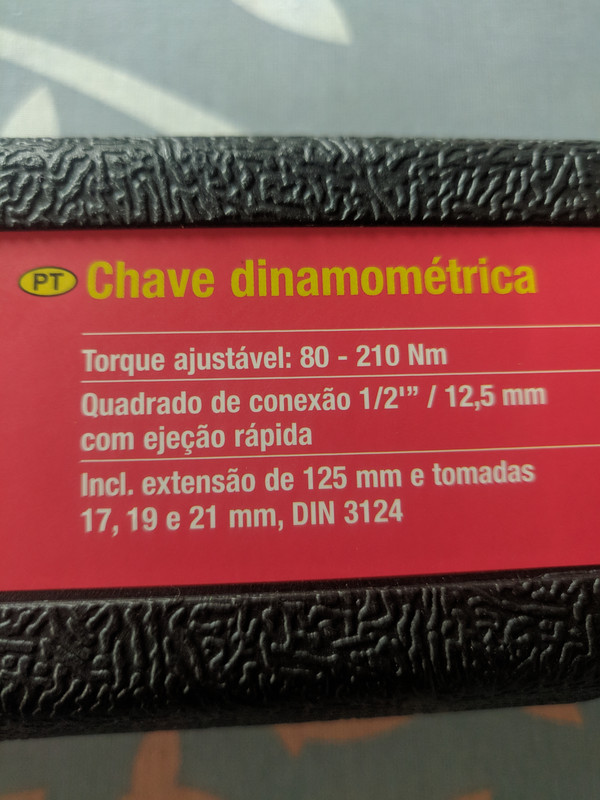 PT Chave dinamométrica
Torque ajustável: 80 - 210 Nm
Quadrado de conexão 1/2'” / 12,5 mm
com ejeção rápida
Incl. extensão de 125 mm e tomadas
17, 19 e 21 mm, DIN 3124